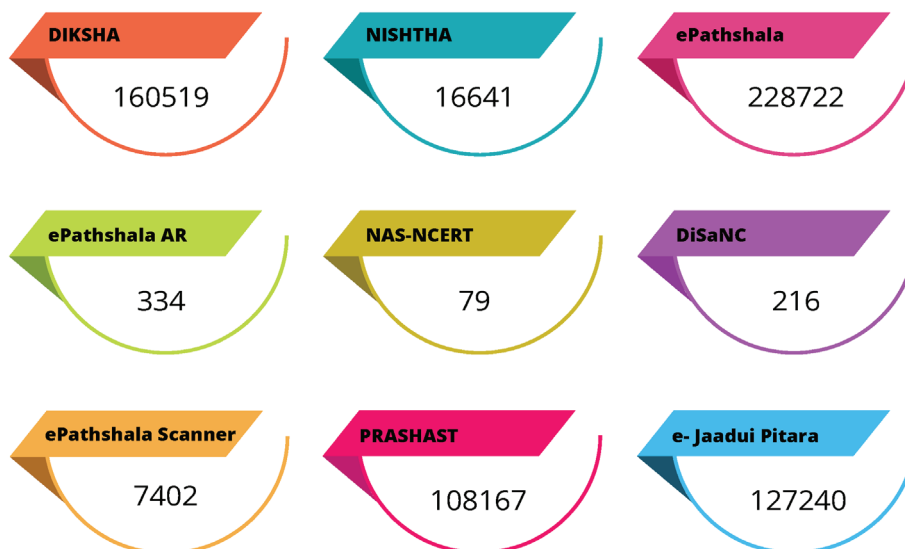 DIKSHA
160519
NISHTHA
16641
ePathshala
228722
ePathshala AR
334
NAS-NCERT
79
DiSaNC
216
ePathshala Scanner
7402
PRASHAST
108167
e- Jaadui Pitara
127240